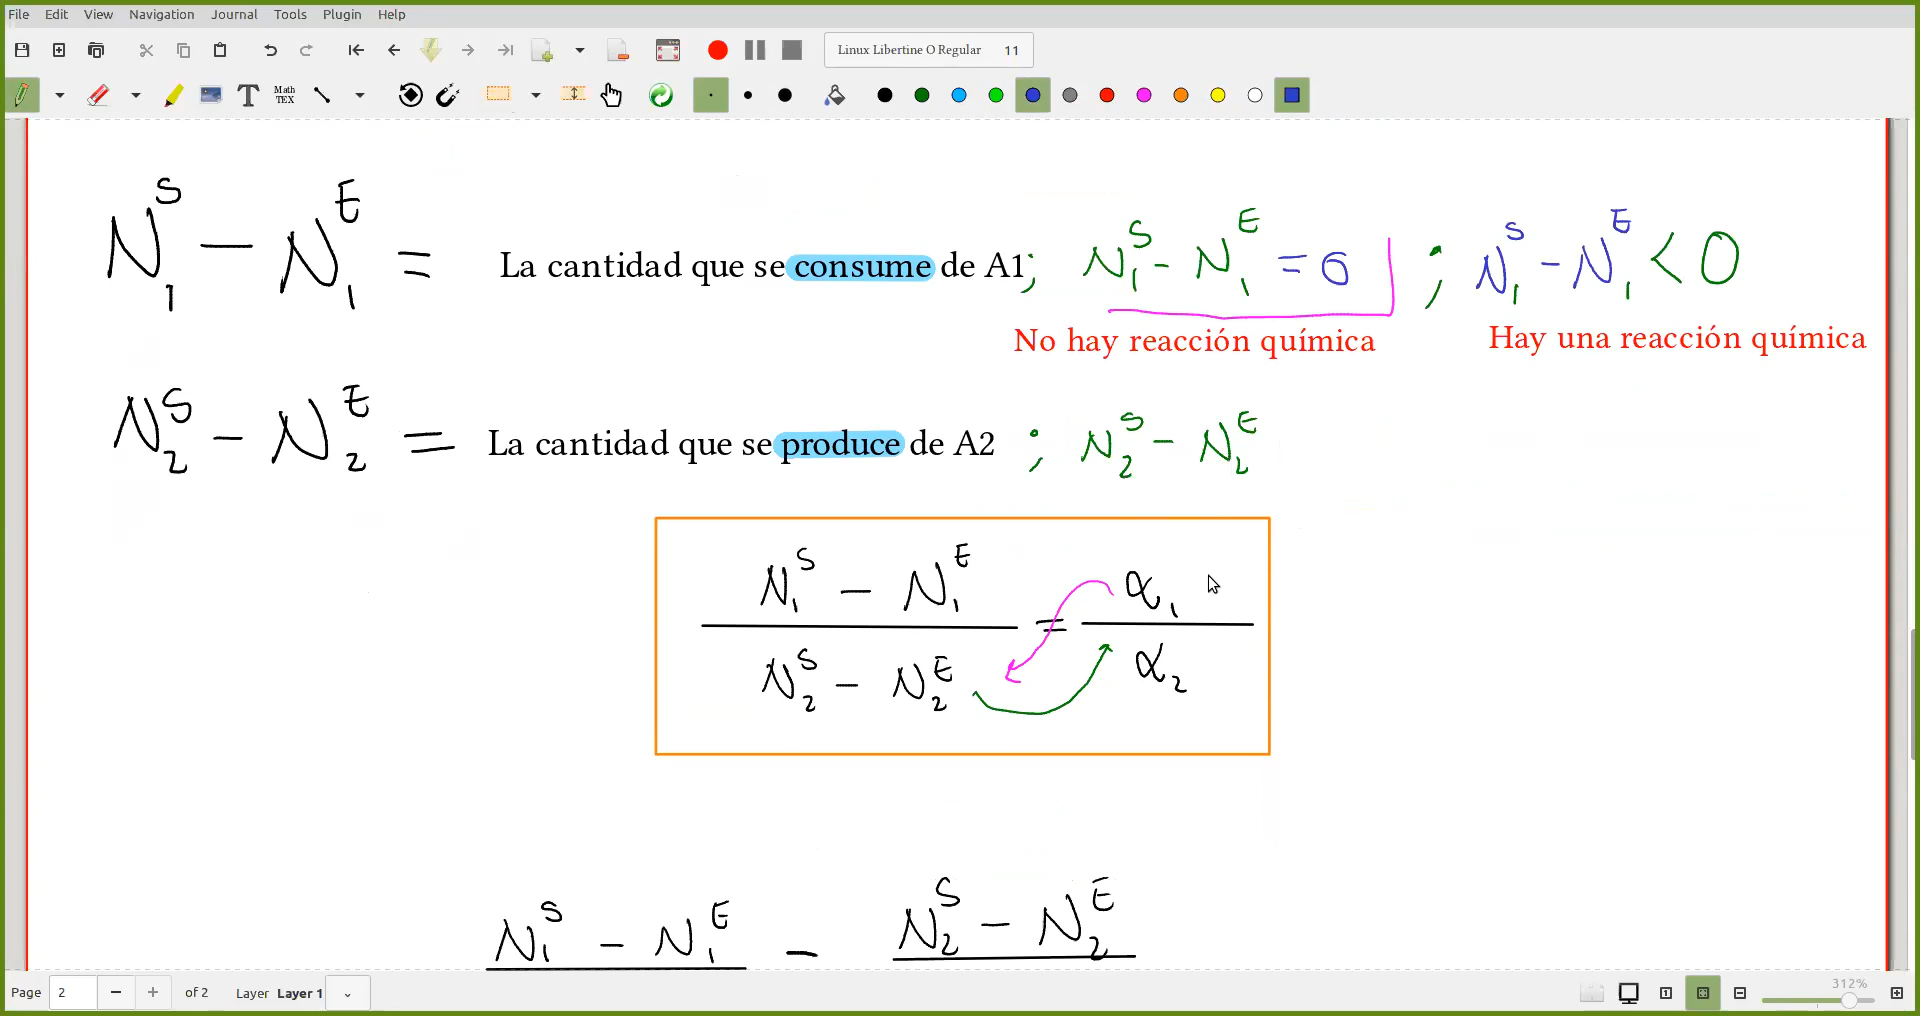 File Edit View Navigation Journal Tools Plugin Help
Linux Libertine O Regular 11
Math TEX
N₁ˢ − N₁ᴱ = La cantidad que se consume de A1; N₁ˢ − N₁ᴱ = 0 ; N₁ˢ − N₁ᴱ < 0
No hay reacción química Hay una reacción química
N₂ˢ − N₂ᴱ = La cantidad que se produce de A2 ; N₂ˢ − N₂ᴱ
N₁ˢ − N₁ᴱ = α₁
N₂ˢ − N₂ᴱ α₂
N₁ˢ − N₁ᴱ − N₂ˢ − N₂ᴱ
Page 2 − + of 2 Layer Layer 1 312%